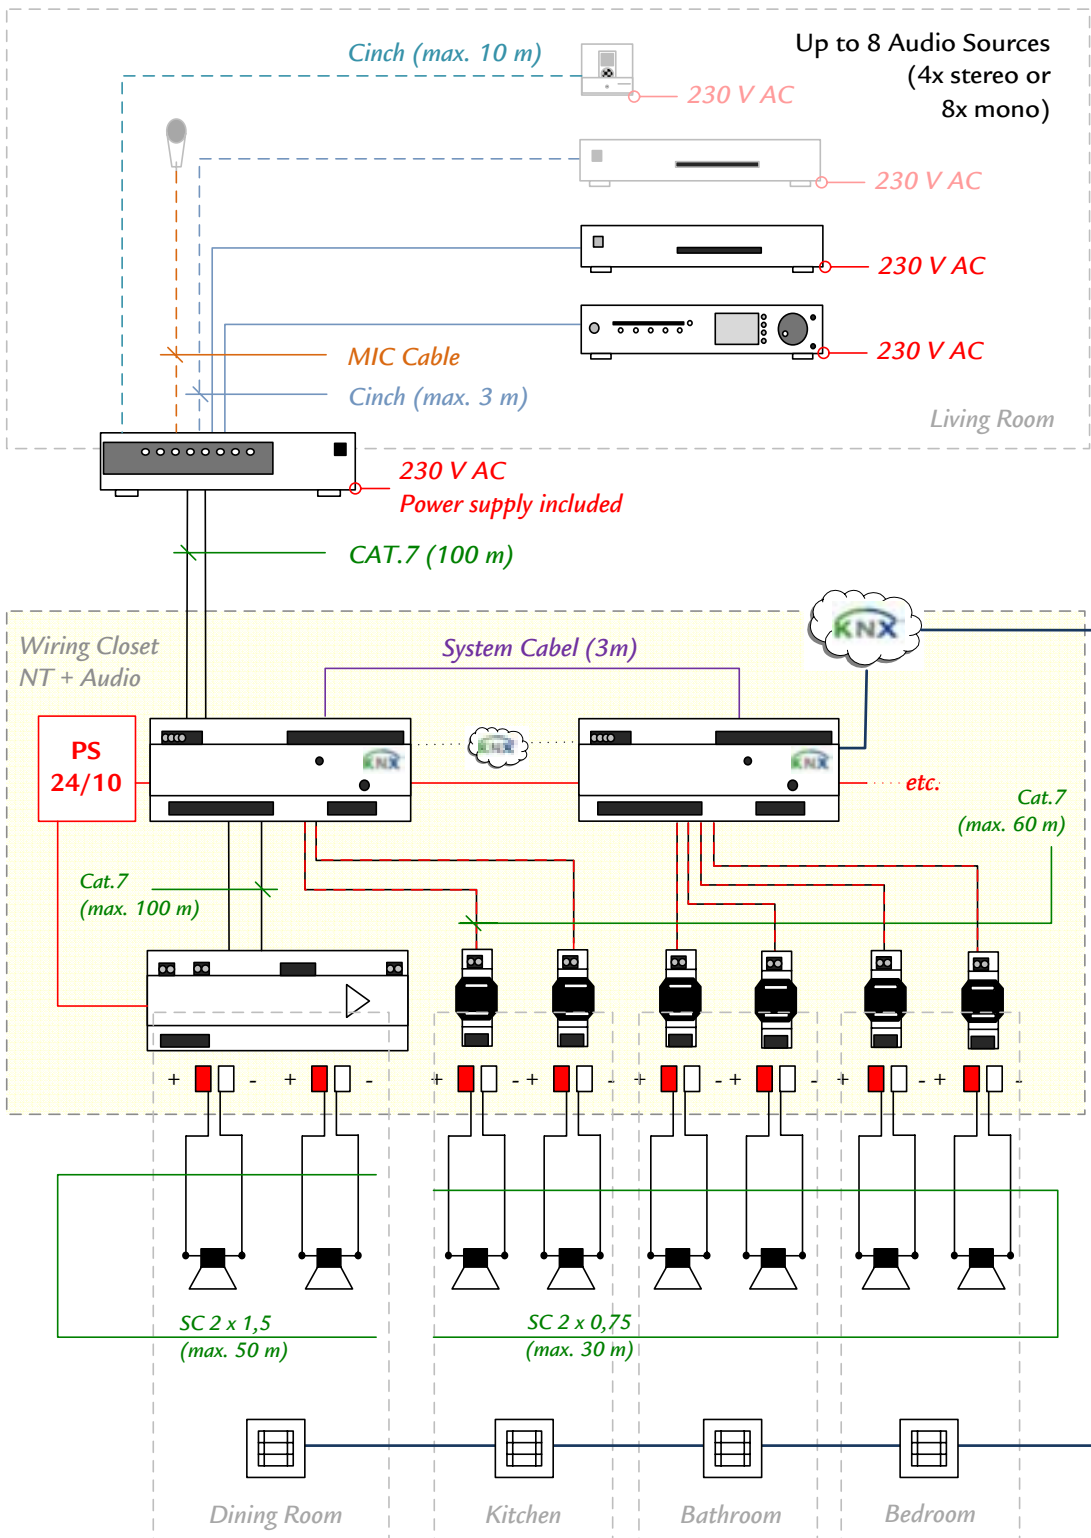 Cinch (max. 10 m)
Up to 8 Audio Sources
(4x stereo or
8x mono)
230 V AC
230 V AC
230 V AC
230 V AC
MIC Cable
Cinch (max. 3 m)
Living Room
230 V AC
Power supply included
CAT.7 (100 m)
KNX
Wiring Closet
NT + Audio
System Cabel (3m)
PS
24/10
KNX
KNX
KNX
etc.
Cat.7
(max. 60 m)
Cat.7
(max. 100 m)
+ - + - + - + - + - + - + - + -
SC 2 x 1,5
(max. 50 m)
SC 2 x 0,75
(max. 30 m)
Dining Room
Kitchen
Bathroom
Bedroom